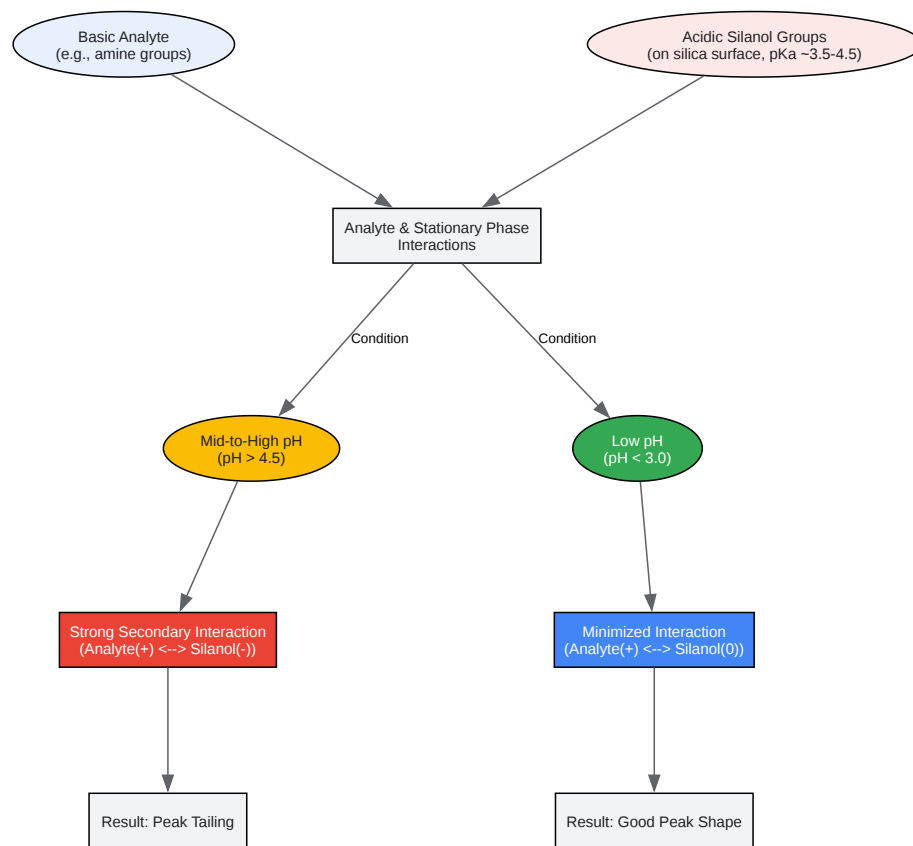 Basic Analyte
(e.g., amine groups)
Acidic Silanol Groups
(on silica surface, pKa ~3.5-4.5)
Analyte & Stationary Phase
Interactions
Condition
Condition
Mid-to-High pH
(pH > 4.5)
Low pH
(pH < 3.0)
Strong Secondary Interaction
(Analyte(+) <--> Silanol(-))
Minimized Interaction
(Analyte(+) <--> Silanol(0))
Result: Peak Tailing
Result: Good Peak Shape